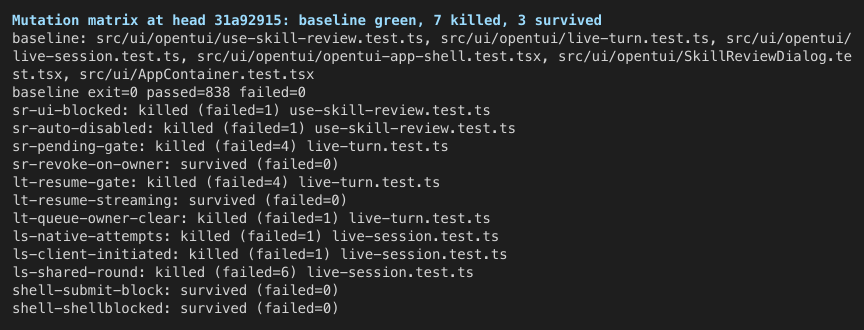 Mutation matrix at head 31a92915: baseline green, 7 killed, 3 survived
baseline: src/ui/opentui/use-skill-review.test.ts, src/ui/opentui/live-turn.test.ts, src/ui/opentui/
live-session.test.ts, src/ui/opentui/opentui-app-shell.test.tsx, src/ui/opentui/SkillReviewDialog.te
st.tsx, src/ui/AppContainer.test.tsx
baseline exit=0 passed=838 failed=0
sr-ui-blocked: killed (failed=1) use-skill-review.test.ts
sr-auto-disabled: killed (failed=1) use-skill-review.test.ts
sr-pending-gate: killed (failed=4) live-turn.test.ts
sr-revoke-on-owner: survived (failed=0)
lt-resume-gate: killed (failed=4) live-turn.test.ts
lt-resume-streaming: survived (failed=0)
lt-queue-owner-clear: killed (failed=1) live-turn.test.ts
ls-native-attempts: killed (failed=1) live-session.test.ts
ls-client-initiated: killed (failed=1) live-session.test.ts
ls-shared-round: killed (failed=6) live-session.test.ts
shell-submit-block: survived (failed=0)
shell-shellblocked: survived (failed=0)